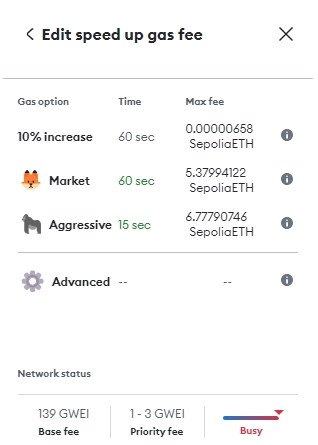 Edit speed up gas fee
Gas option Time Max fee
10% increase 60 sec 0.00000658
SepoliaETH
Market 60 sec 5.37994122
SepoliaETH
Aggressive 15 sec 6.77790746
SepoliaETH
Advanced -- --
Network status
139 GWEI 1 - 3 GWEI
Base fee Priority fee Busy